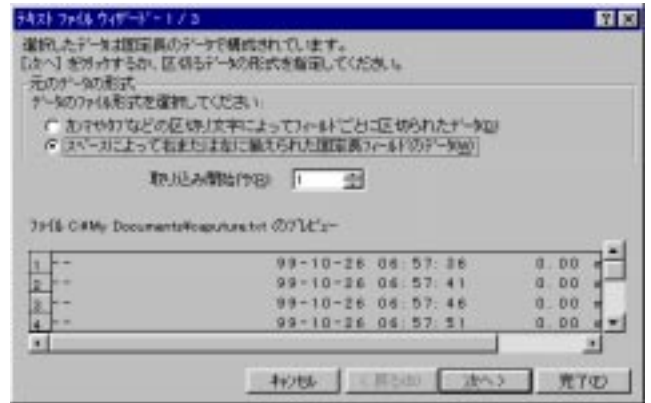 テキスト ファイル ウィザード - 1 / 3
選択したデータは固定長のデータで構成されています。
[次へ] をクリックするか、区切るデータの形式を指定してください。
元のデータの形式
データのファイル形式を選択してください:
カンマやタブなどの区切り文字によってフィールドごとに区切られたデータ(D)
スペースによって右または左に揃えられた固定長フィールドのデータ(W)
取り込み開始行(R): 1
ファイル C:¥My Documents¥caputure.txt のプレビュー
1 -- 99-10-26 06:57:36 0.00
2 -- 99-10-26 06:57:41 0.00
3 -- 99-10-26 06:57:46 0.00
4 -- 99-10-26 06:57:51 0.00
キャンセル < 戻る(B) 次へ > 完了(F)